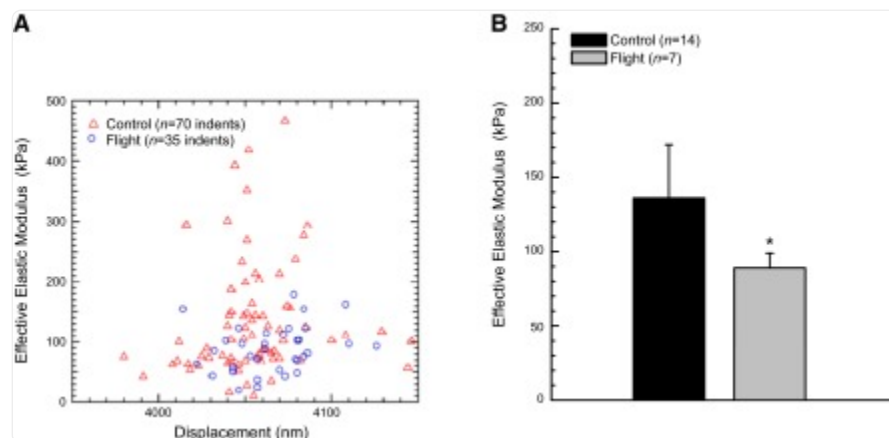 A
Effective Elastic Modulus (kPa)
500
400
300
200
100
0
Control (n=70 indents)
Flight (n=35 indents)
4000
4100
Displacement (nm)
B
Effective Elastic Modulus (kPa)
250
200
150
100
50
0
Control (n=14)
Flight (n=7)
*